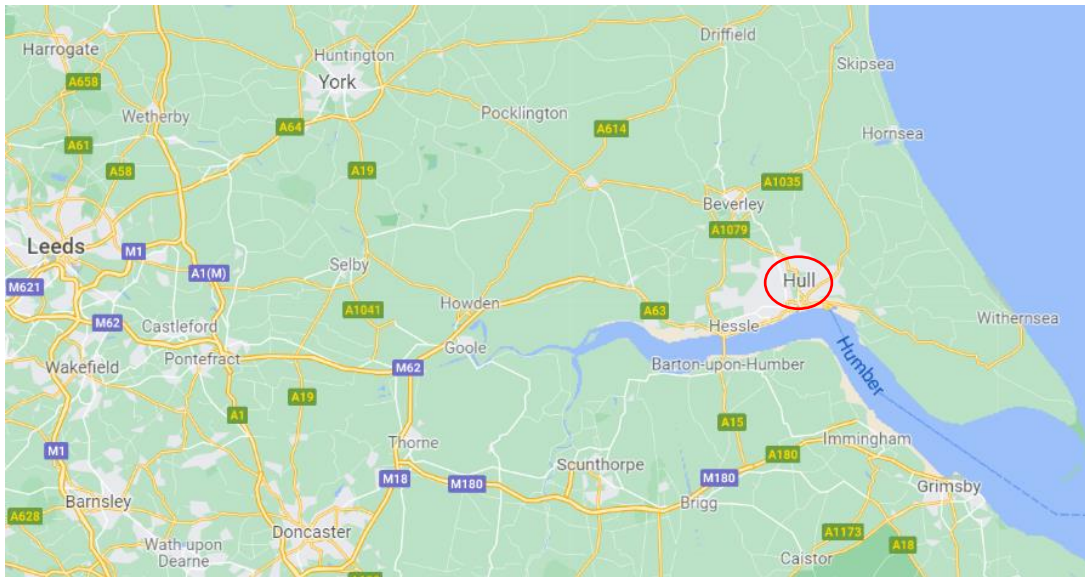 Harrogate
Huntington
York
Driffield
Skipsea
A658
Wetherby
A64
Pocklington
A614
Hornsea
A61
A58
A19
A1035
Beverley
Leeds
M1
A1079
M621
A1(M)
Selby
Hull
Howden
A63
M62
Castleford
A1041
Hessle
Withernsea
Wakefield
Pontefract
Goole
M62
Barton-upon-Humber
Humber
A19
A1
A15
M1
Thorne
A180
Immingham
Scunthorpe
M18
M180
M180
Grimsby
Barnsley
Brigg
A628
Doncaster
A1173
A18
Wath upon
Dearne
Caistor